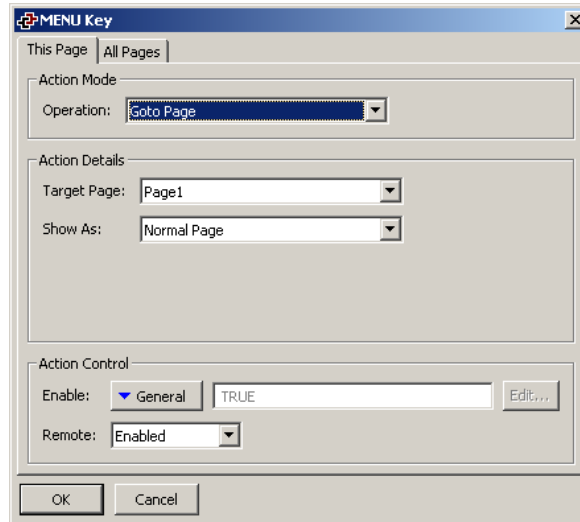 MENU Key
This Page All Pages
Action Mode
Operation: Goto Page
Action Details
Target Page: Page1
Show As: Normal Page
Action Control
Enable: General TRUE Edit...
Remote: Enabled
OK Cancel